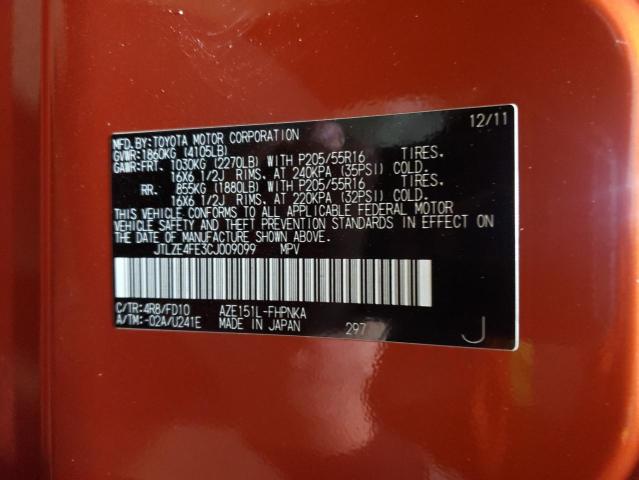 12/11
MFD.BY:TOYOTA MOTOR CORPORATION
GVWR:1860KG (4105LB)
GAWR:FRT. 1030KG (2270LB) WITH P205/55R16 TIRES.
16X6 1/2J RIMS. AT 240KPA (35PSI) COLD.
RR. 855KG (1880LB) WITH P205/55R16 TIRES.
16X6 1/2J RIMS. AT 220KPA (32PSI) COLD.
THIS VEHICLE CONFORMS TO ALL APPLICABLE FEDERAL MOTOR
VEHICLE SAFETY AND THEFT PREVENTION STANDARDS IN EFFECT ON
THE DATE OF MANUFACTURE SHOWN ABOVE.
JTLZE4FE3CJ009099 MPV
C/TR:4R8/FD10 AZE151L-FHPNKA
A/TM:-02A/U241E MADE IN JAPAN 297 J